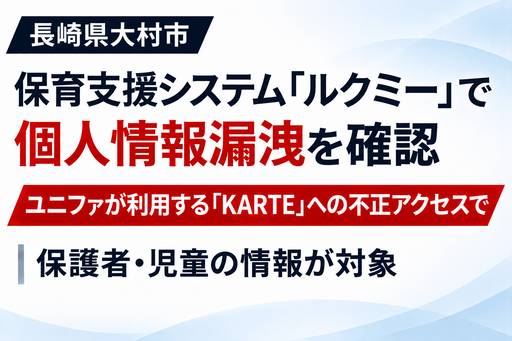 長崎県大村市
保育支援システム「ルクミー」で
個人情報漏洩を確認
ユニファが利用する「KARTE」への不正アクセスで
保護者・児童の情報が対象